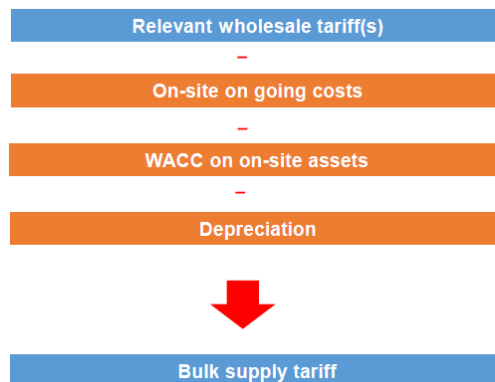 Relevant wholesale tariff(s)
–
On-site on going costs
–
WACC on on-site assets
–
Depreciation
Bulk supply tariff